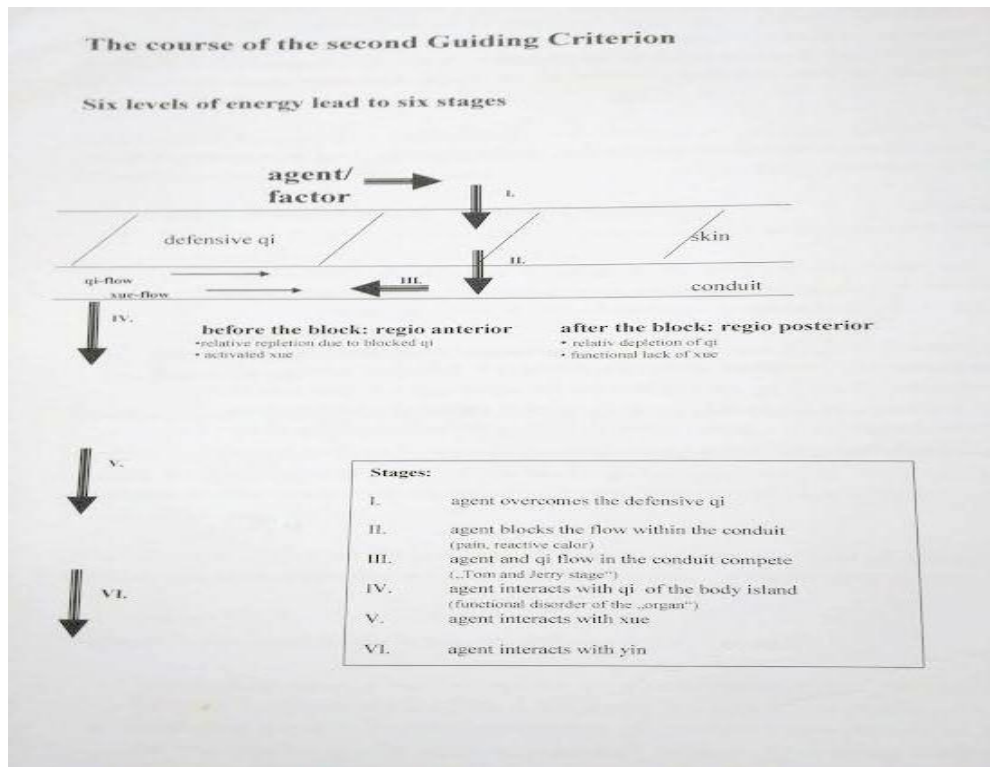 The course of the second Guiding Criterion
Six levels of energy lead to six stages
agent/
factor
I.
defensive qi
skin
II.
qi-flow
III.
conduit
xue-flow
IV.
before the block: regio anterior
•relative repletion due to blocked qi
• activated xue
after the block: regio posterior
• relativ depletion of qi
• functional lack of xue
V.
VI.
Stages:
I. agent overcomes the defensive qi
II. agent blocks the flow within the conduit
(pain, reactive calor)
III. agent and qi flow in the conduit compete
(„Tom and Jerry stage“)
IV. agent interacts with qi of the body island
(functional disorder of the „organ“)
V. agent interacts with xue
VI. agent interacts with yin